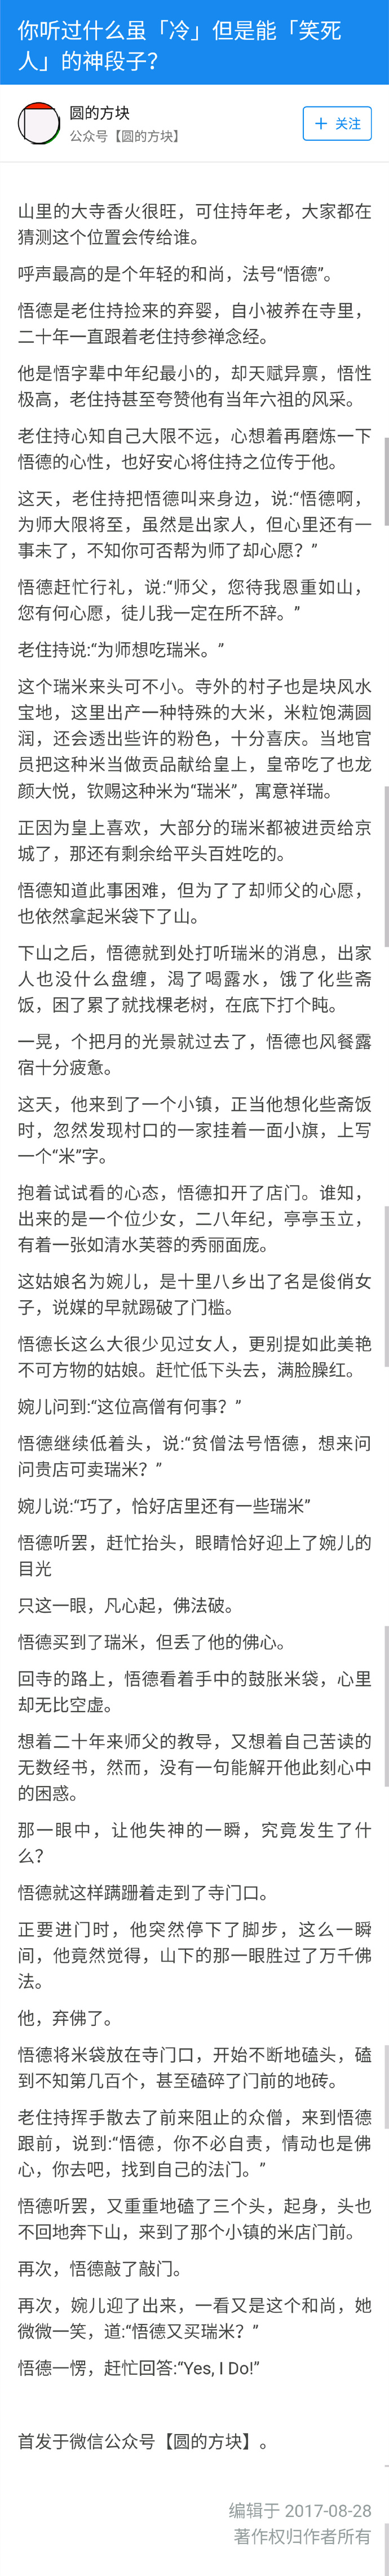 你听过什么虽「冷」但是能「笑死
人」的神段子？
圆的方块
公众号【圆的方块】
＋ 关注
山里的大寺香火很旺，可住持年老，大家都在
猜测这个位置会传给谁。
呼声最高的是个年轻的和尚，法号“悟德”。
悟德是老住持捡来的弃婴，自小被养在寺里，
二十年一直跟着老住持参禅念经。
他是悟字辈中年纪最小的，却天赋异禀，悟性
极高，老住持甚至夸赞他有当年六祖的风采。
老住持心知自己大限不远，心想着再磨炼一下
悟德的心性，也好安心将住持之位传于他。
这天，老住持把悟德叫来身边，说:“悟德啊，
为师大限将至，虽然是出家人，但心里还有一
事未了，不知你可否帮为师了却心愿？”
悟德赶忙行礼，说:“师父，您待我恩重如山，
您有何心愿，徒儿我一定在所不辞。”
老住持说:“为师想吃瑞米。”
这个瑞米来头可不小。寺外的村子也是块风水
宝地，这里出产一种特殊的大米，米粒饱满圆
润，还会透出些许的粉色，十分喜庆。当地官
员把这种米当做贡品献给皇上，皇帝吃了也龙
颜大悦，钦赐这种米为“瑞米”，寓意祥瑞。
正因为皇上喜欢，大部分的瑞米都被进贡给京
城了，那还有剩余给平头百姓吃的。
悟德知道此事困难，但为了了却师父的心愿，
也依然拿起米袋下了山。
下山之后，悟德就到处打听瑞米的消息，出家
人也没什么盘缠，渴了喝露水，饿了化些斋
饭，困了累了就找棵老树，在底下打个盹。
一晃，个把月的光景就过去了，悟德也风餐露
宿十分疲惫。
这天，他来到了一个小镇，正当他想化些斋饭
时，忽然发现村口的一家挂着一面小旗，上写
一个“米”字。
抱着试试看的心态，悟德扣开了店门。谁知，
出来的是一个位少女，二八年纪，亭亭玉立，
有着一张如清水芙蓉的秀丽面庞。
这姑娘名为婉儿，是十里八乡出了名是俊俏女
子，说媒的早就踢破了门槛。
悟德长这么大很少见过女人，更别提如此美艳
不可方物的姑娘。赶忙低下头去，满脸臊红。
婉儿问到:“这位高僧有何事？”
悟德继续低着头，说:“贫僧法号悟德，想来问
问贵店可卖瑞米？”
婉儿说:“巧了，恰好店里还有一些瑞米”
悟德听罢，赶忙抬头，眼睛恰好迎上了婉儿的
目光
只这一眼，凡心起，佛法破。
悟德买到了瑞米，但丢了他的佛心。
回寺的路上，悟德看着手中的鼓胀米袋，心里
却无比空虚。
想着二十年来师父的教导，又想着自己苦读的
无数经书，然而，没有一句能解开他此刻心中
的困惑。
那一眼中，让他失神的一瞬，究竟发生了什
么？
悟德就这样蹒跚着走到了寺门口。
正要进门时，他突然停下了脚步，这么一瞬
间，他竟然觉得，山下的那一眼胜过了万千佛
法。
他，弃佛了。
悟德将米袋放在寺门口，开始不断地磕头，磕
到不知第几百个，甚至磕碎了门前的地砖。
老住持挥手散去了前来阻止的众僧，来到悟德
跟前，说到:“悟德，你不必自责，情动也是佛
心，你去吧，找到自己的法门。”
悟德听罢，又重重地磕了三个头，起身，头也
不回地奔下山，来到了那个小镇的米店门前。
再次，悟德敲了敲门。
再次，婉儿迎了出来，一看又是这个和尚，她
微微一笑，道:“悟德又买瑞米？”
悟德一愣，赶忙回答:“Yes, I Do!”
首发于微信公众号【圆的方块】。
编辑于 2017-08-28
著作权归作者所有